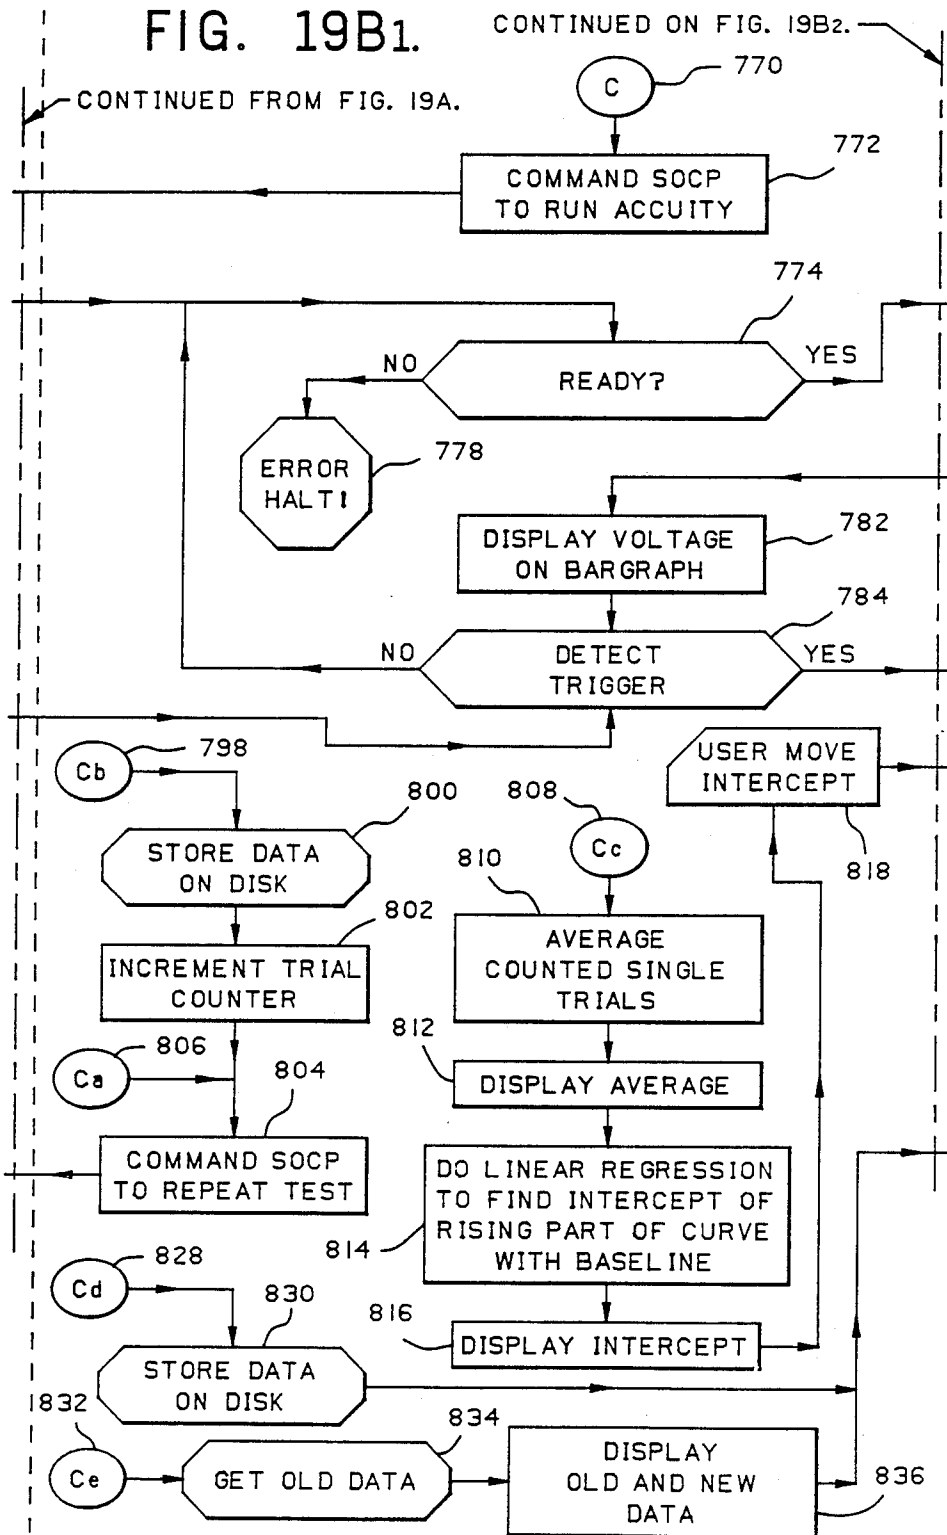 FIG. 19B1.
CONTINUED ON FIG. 19B2.
CONTINUED FROM FIG. 19A.
C
770
772
COMMAND SOCP
TO RUN ACCUITY
774
NO
READY?
YES
ERROR
HALT!
778
782
DISPLAY VOLTAGE
ON BARGRAPH
784
NO
DETECT
TRIGGER
YES
Cb
798
USER MOVE
INTERCEPT
818
800
STORE DATA
ON DISK
808
Cc
802
INCREMENT TRIAL
COUNTER
810
AVERAGE
COUNTED SINGLE
TRIALS
806
Ca
812
DISPLAY AVERAGE
804
COMMAND SOCP
TO REPEAT TEST
814
DO LINEAR REGRESSION
TO FIND INTERCEPT OF
RISING PART OF CURVE
WITH BASELINE
828
Cd
816
DISPLAY INTERCEPT
830
STORE DATA
ON DISK
832
Ce
834
GET OLD DATA
DISPLAY
OLD AND NEW
DATA
836